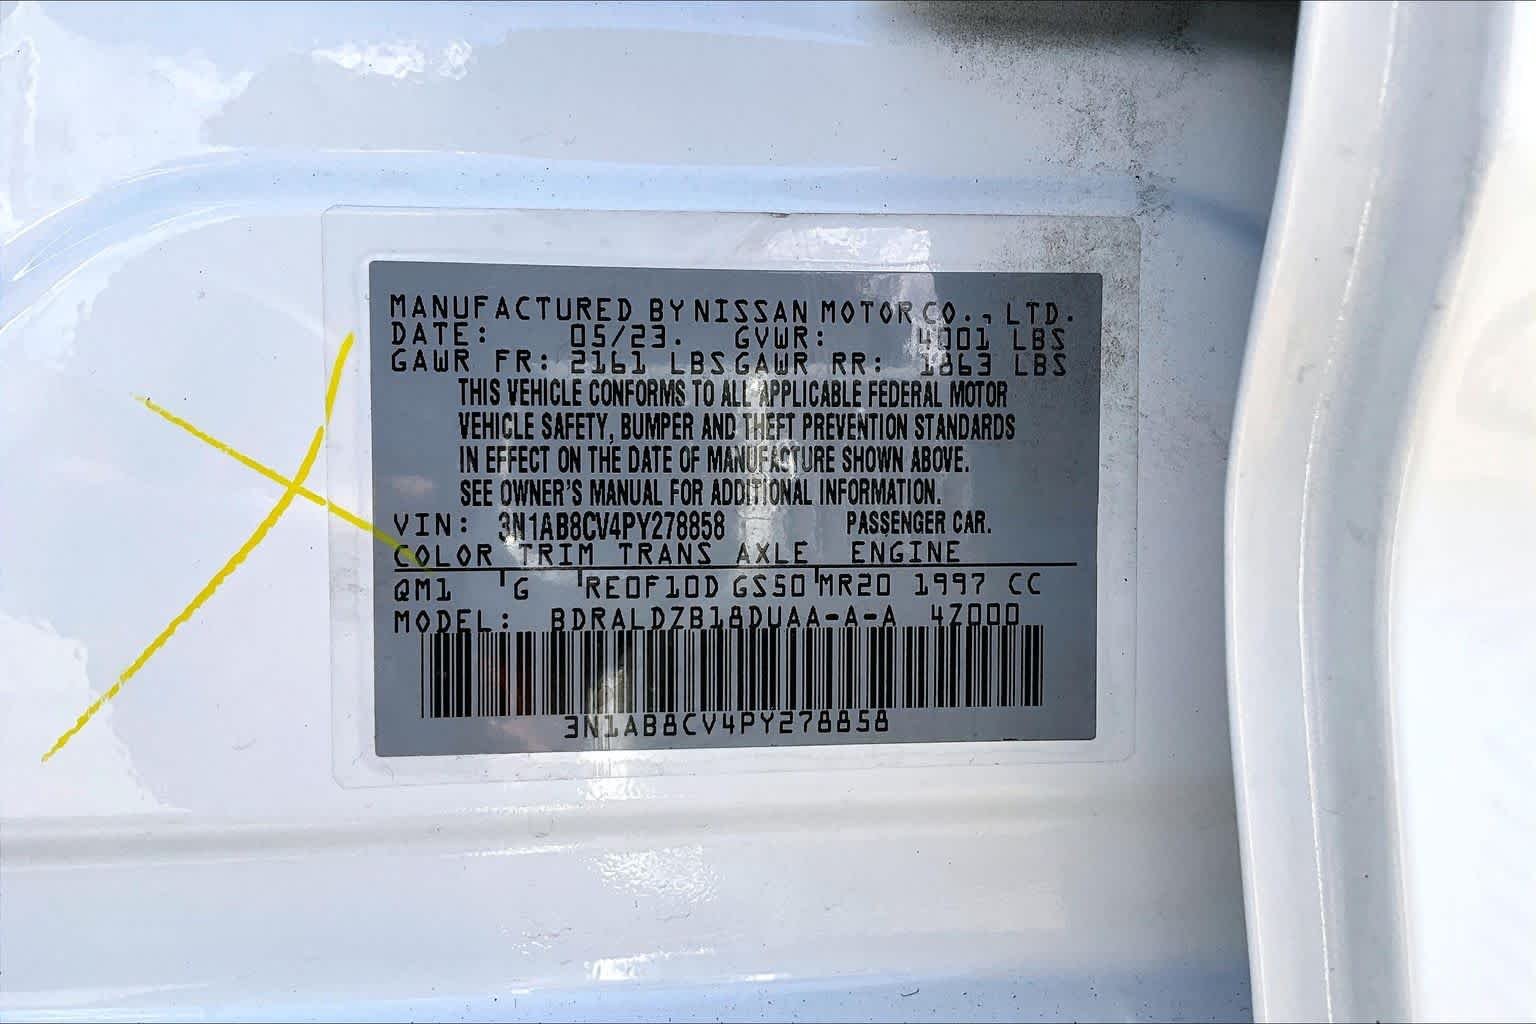 MANUFACTURED BY NISSAN MOTOR CO., LTD.
DATE: 05/23. GVWR: 4001 LBS
GAWR FR: 2161 LBS GAWR RR: 1863 LBS
THIS VEHICLE CONFORMS TO ALL APPLICABLE FEDERAL MOTOR
VEHICLE SAFETY, BUMPER AND THEFT PREVENTION STANDARDS
IN EFFECT ON THE DATE OF MANUFACTURE SHOWN ABOVE.
SEE OWNER'S MANUAL FOR ADDITIONAL INFORMATION.
VIN: 3N1AB8CV4PY278858 PASSENGER CAR.
COLOR TRIM TRANS AXLE ENGINE
QM1 G RE0F10D GS50 MR20 1997 CC
MODEL: BDRALDZB18DUAA-A-A 4Z000
3N1AB8CV4PY278858